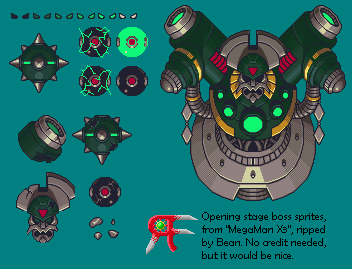 Opening stage boss sprites,
from "MegaMan X5", ripped
by Bean. No credit needed,
but it would be nice.